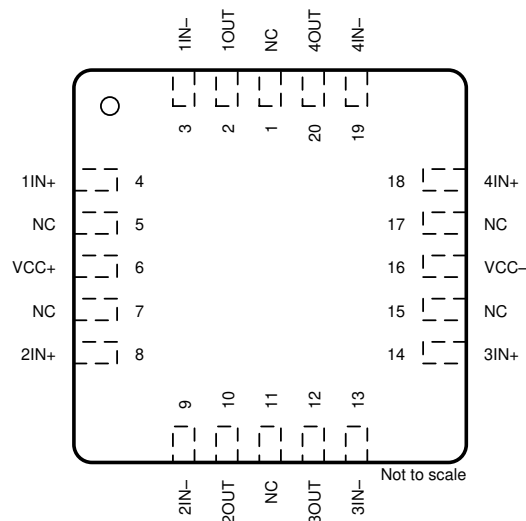 1IN–
1OUT
NC
4OUT
4IN–
3
2
1
20
19
1IN+
4
18
4IN+
NC
5
17
NC
VCC+
6
16
VCC–
NC
7
15
NC
2IN+
8
14
3IN+
9
10
11
12
13
2IN–
2OUT
NC
3OUT
3IN–
Not to scale